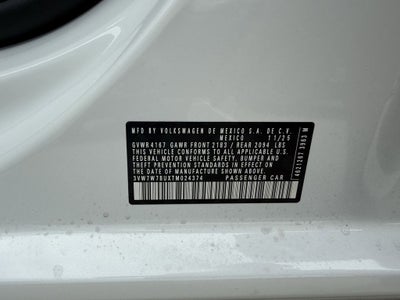 MFD BY VOLKSWAGEN DE MEXICO S.A. DE C.V.
MEXICO 11/25
GVWR 4167 GAWR FRONT 2183 / REAR 2094 LBS
THIS VEHICLE CONFORMS TO ALL APPLICABLE
FEDERAL MOTOR VEHICLE SAFETY, BUMPER AND
THEFT PREVENTION STANDARDS IN EFFECT ON
THE DATE OF MANUFACTURE SHOWN ABOVE.
3VW7W7BUXTM024374 PASSENGER CAR